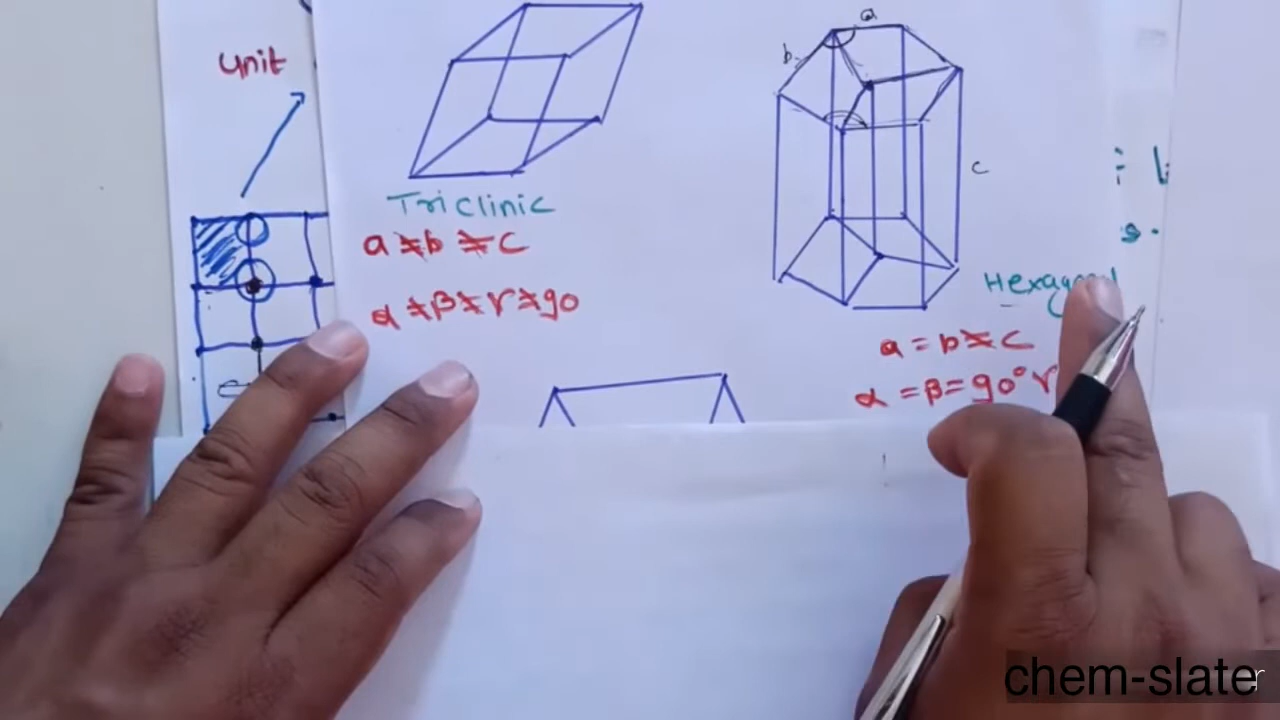 unit
a
b
c
Triclinic
a ≠ b ≠ c
α ≠ β ≠ γ ≠ 90
a = b ≠ c
α = β = 90° γ
chem-slate